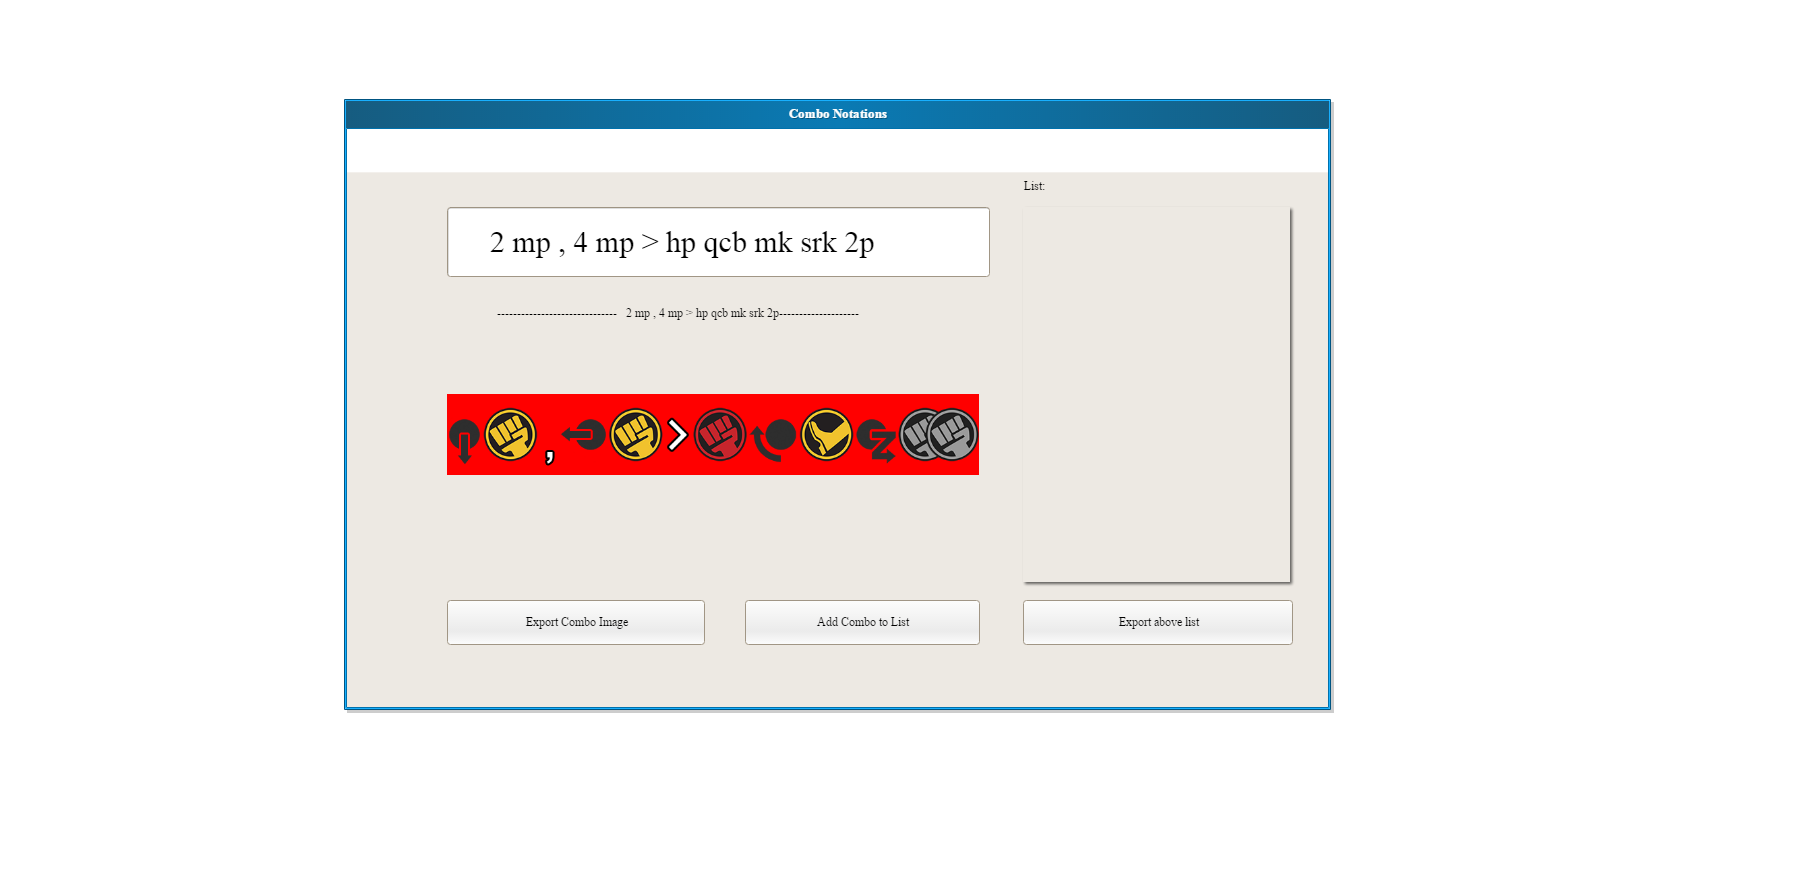 Combo Notations
List:
2 mp , 4 mp > hp qcb mk srk 2p
------------------------------ 2 mp , 4 mp > hp qcb mk srk 2p--------------------
, >
Export Combo Image
Add Combo to List
Export above list